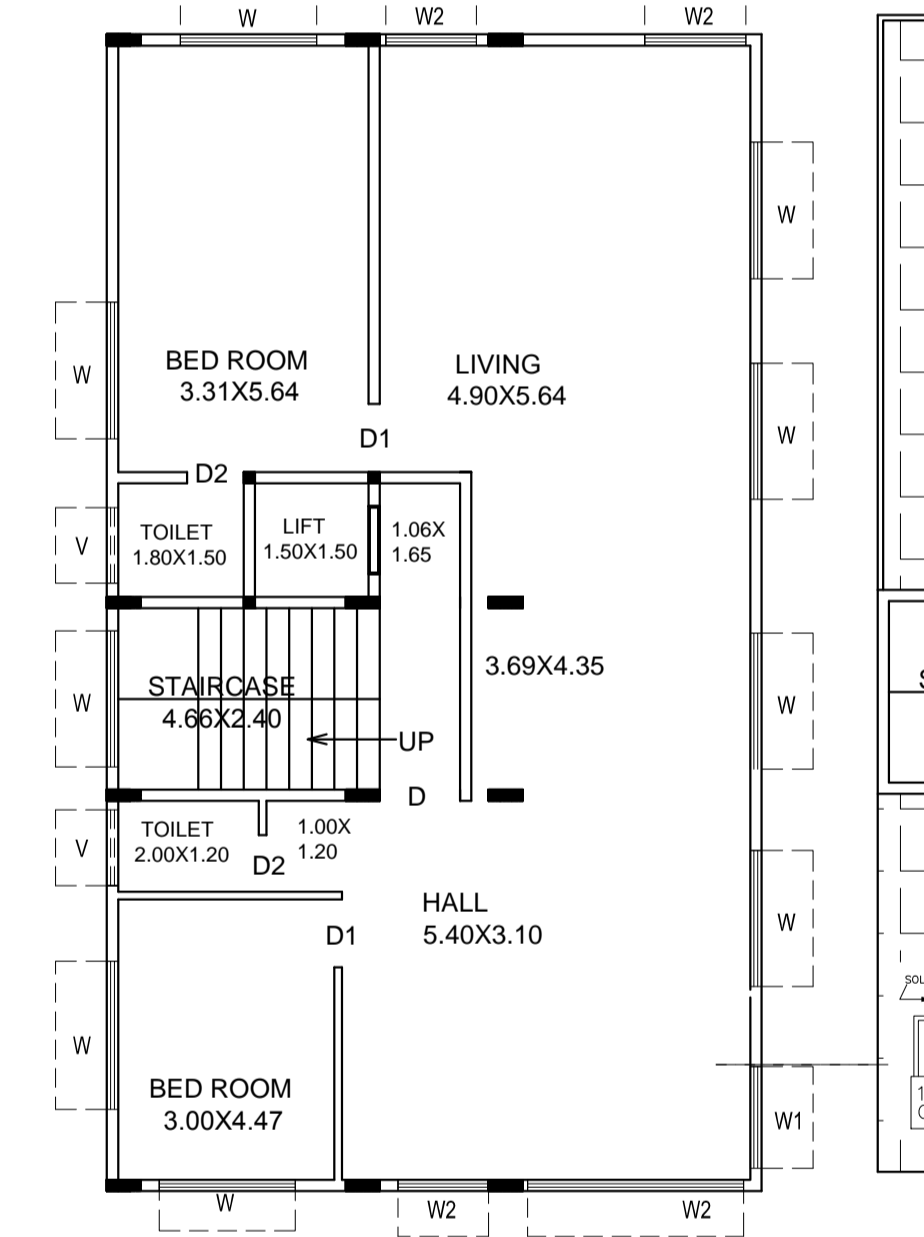 W
W2
W2
W
W
BED ROOM
3.31X5.64
LIVING
4.90X5.64
W
D1
D2
TOILET
1.80X1.50
LIFT
1.50X1.50
1.06X
1.65
V
3.69X4.35
STAIRCASE
4.66X2.40
W
W
UP
D
TOILET
2.00X1.20
1.00X
1.20
D2
V
HALL
5.40X3.10
W
D1
W
BED ROOM
3.00X4.47
W1
W
W2
W2